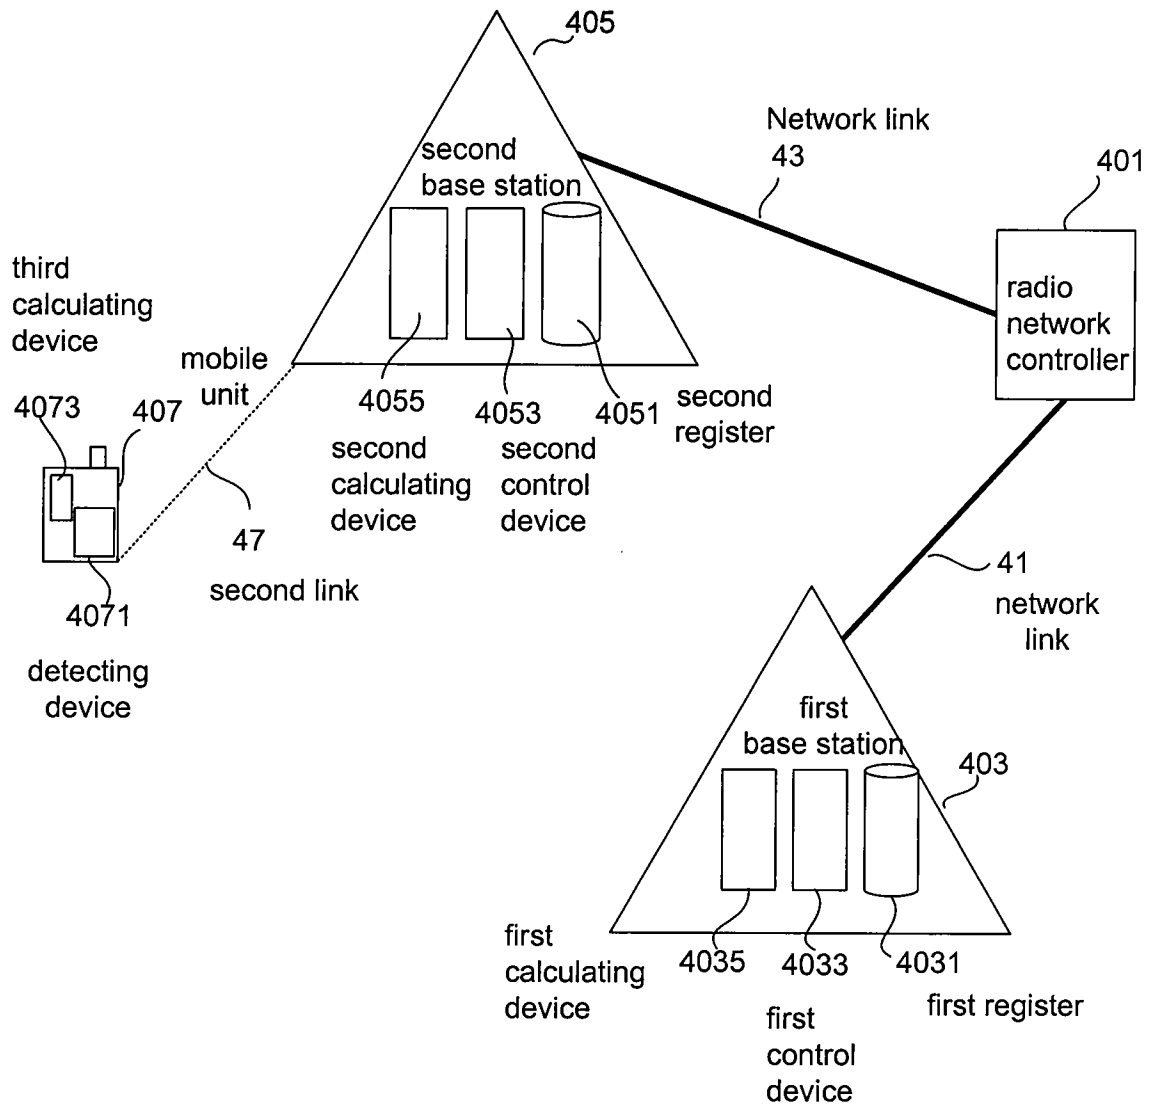 405
Network link
43
401
second
base station
radio
network
controller
third
calculating
device
mobile
unit
4073
407
4055
4053
4051
second
register
second
calculating
device
second
control
device
47
second link
4071
detecting
device
41
network
link
first
base station
403
first
calculating
device
4035
4033
4031
first register
first
control
device